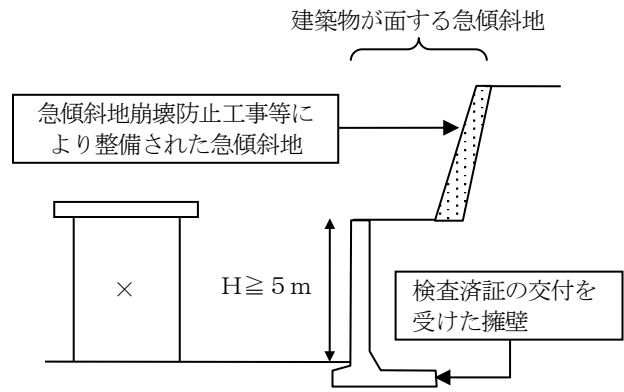 建築物が面する急傾斜地
急傾斜地崩壊防止工事等に
より整備された急傾斜地
×
H≧5m
検査済証の交付を
受けた擁壁